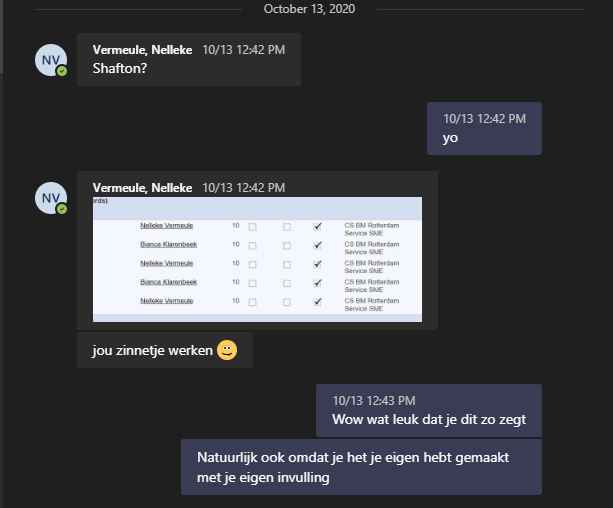 October 13, 2020
NV
Vermeule, Nelleke 10/13 12:42 PM
Shafton?
10/13 12:42 PM
yo
NV
Vermeule, Nelleke 10/13 12:42 PM
ords)
Nelleke Vermeule 10 CS BM Rotterdam
Service SME
Bianca Klarenbeek 10 CS BM Rotterdam
Service SME
Nelleke Vermeule 10 CS BM Rotterdam
Service SME
Bianca Klarenbeek 10 CS BM Rotterdam
Service SME
Nelleke Vermeule 10 CS BM Rotterdam
Service SME
jou zinnetje werken
10/13 12:43 PM
Wow wat leuk dat je dit zo zegt
Natuurlijk ook omdat je het je eigen hebt gemaakt
met je eigen invulling